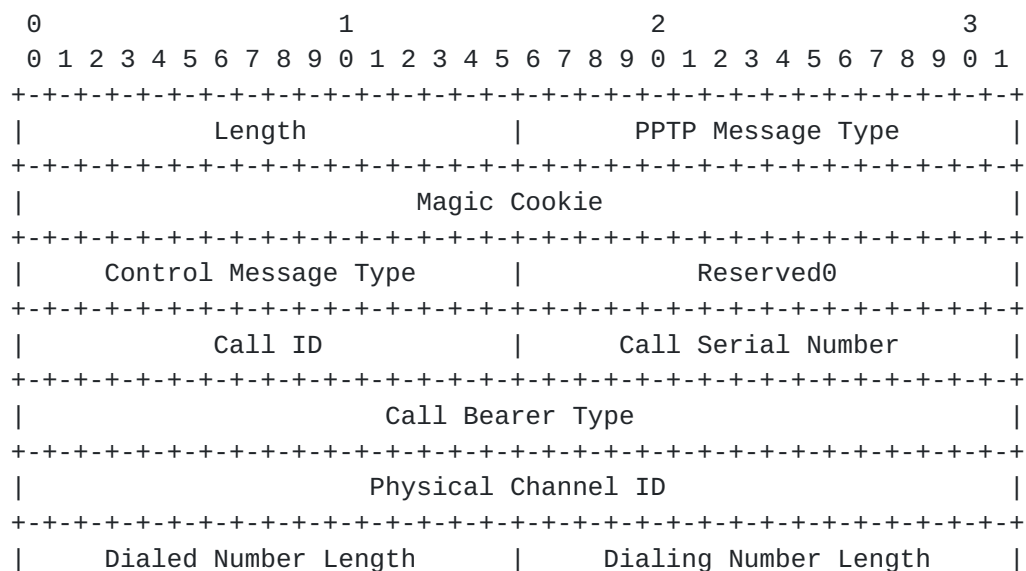 0                   1                   2                   3
 0 1 2 3 4 5 6 7 8 9 0 1 2 3 4 5 6 7 8 9 0 1 2 3 4 5 6 7 8 9 0 1
+-+-+-+-+-+-+-+-+-+-+-+-+-+-+-+-+-+-+-+-+-+-+-+-+-+-+-+-+-+-+-+-+
|            Length             |       PPTP Message Type       |
+-+-+-+-+-+-+-+-+-+-+-+-+-+-+-+-+-+-+-+-+-+-+-+-+-+-+-+-+-+-+-+-+
|                         Magic Cookie                          |
+-+-+-+-+-+-+-+-+-+-+-+-+-+-+-+-+-+-+-+-+-+-+-+-+-+-+-+-+-+-+-+-+
|     Control Message Type      |           Reserved0           |
+-+-+-+-+-+-+-+-+-+-+-+-+-+-+-+-+-+-+-+-+-+-+-+-+-+-+-+-+-+-+-+-+
|            Call ID            |      Call Serial Number       |
+-+-+-+-+-+-+-+-+-+-+-+-+-+-+-+-+-+-+-+-+-+-+-+-+-+-+-+-+-+-+-+-+
|                       Call Bearer Type                        |
+-+-+-+-+-+-+-+-+-+-+-+-+-+-+-+-+-+-+-+-+-+-+-+-+-+-+-+-+-+-+-+-+
|                      Physical Channel ID                      |
+-+-+-+-+-+-+-+-+-+-+-+-+-+-+-+-+-+-+-+-+-+-+-+-+-+-+-+-+-+-+-+-+
|     Dialed Number Length      |     Dialing Number Length     |